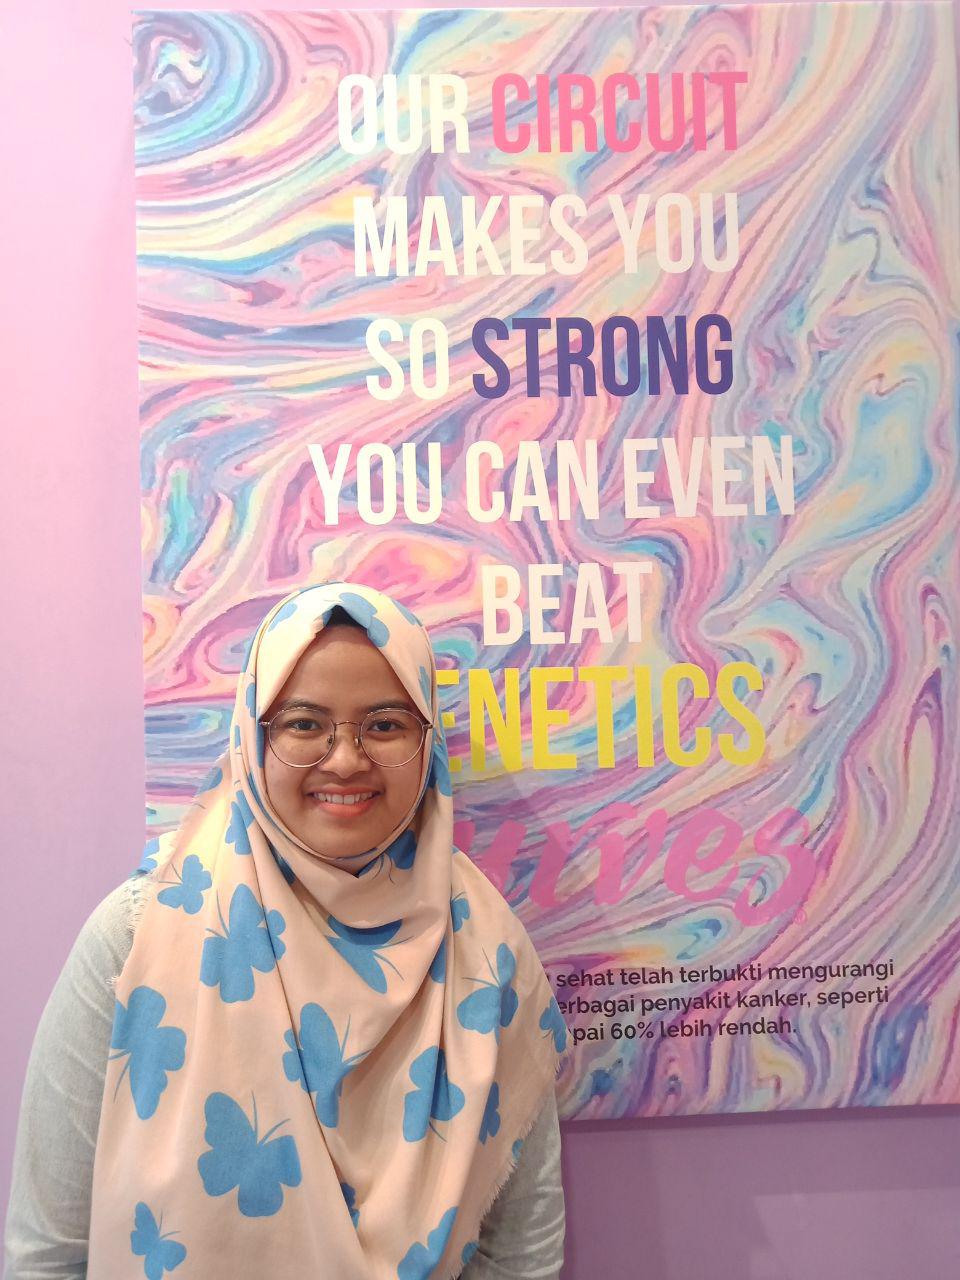 OUR CIRCUIT
MAKES YOU
SO STRONG
YOU CAN EVEN
BEAT
ENETICS
urves
sehat telah terbukti mengurangi
erbagai penyakit kanker, seperti
pai 60% lebih rendah.